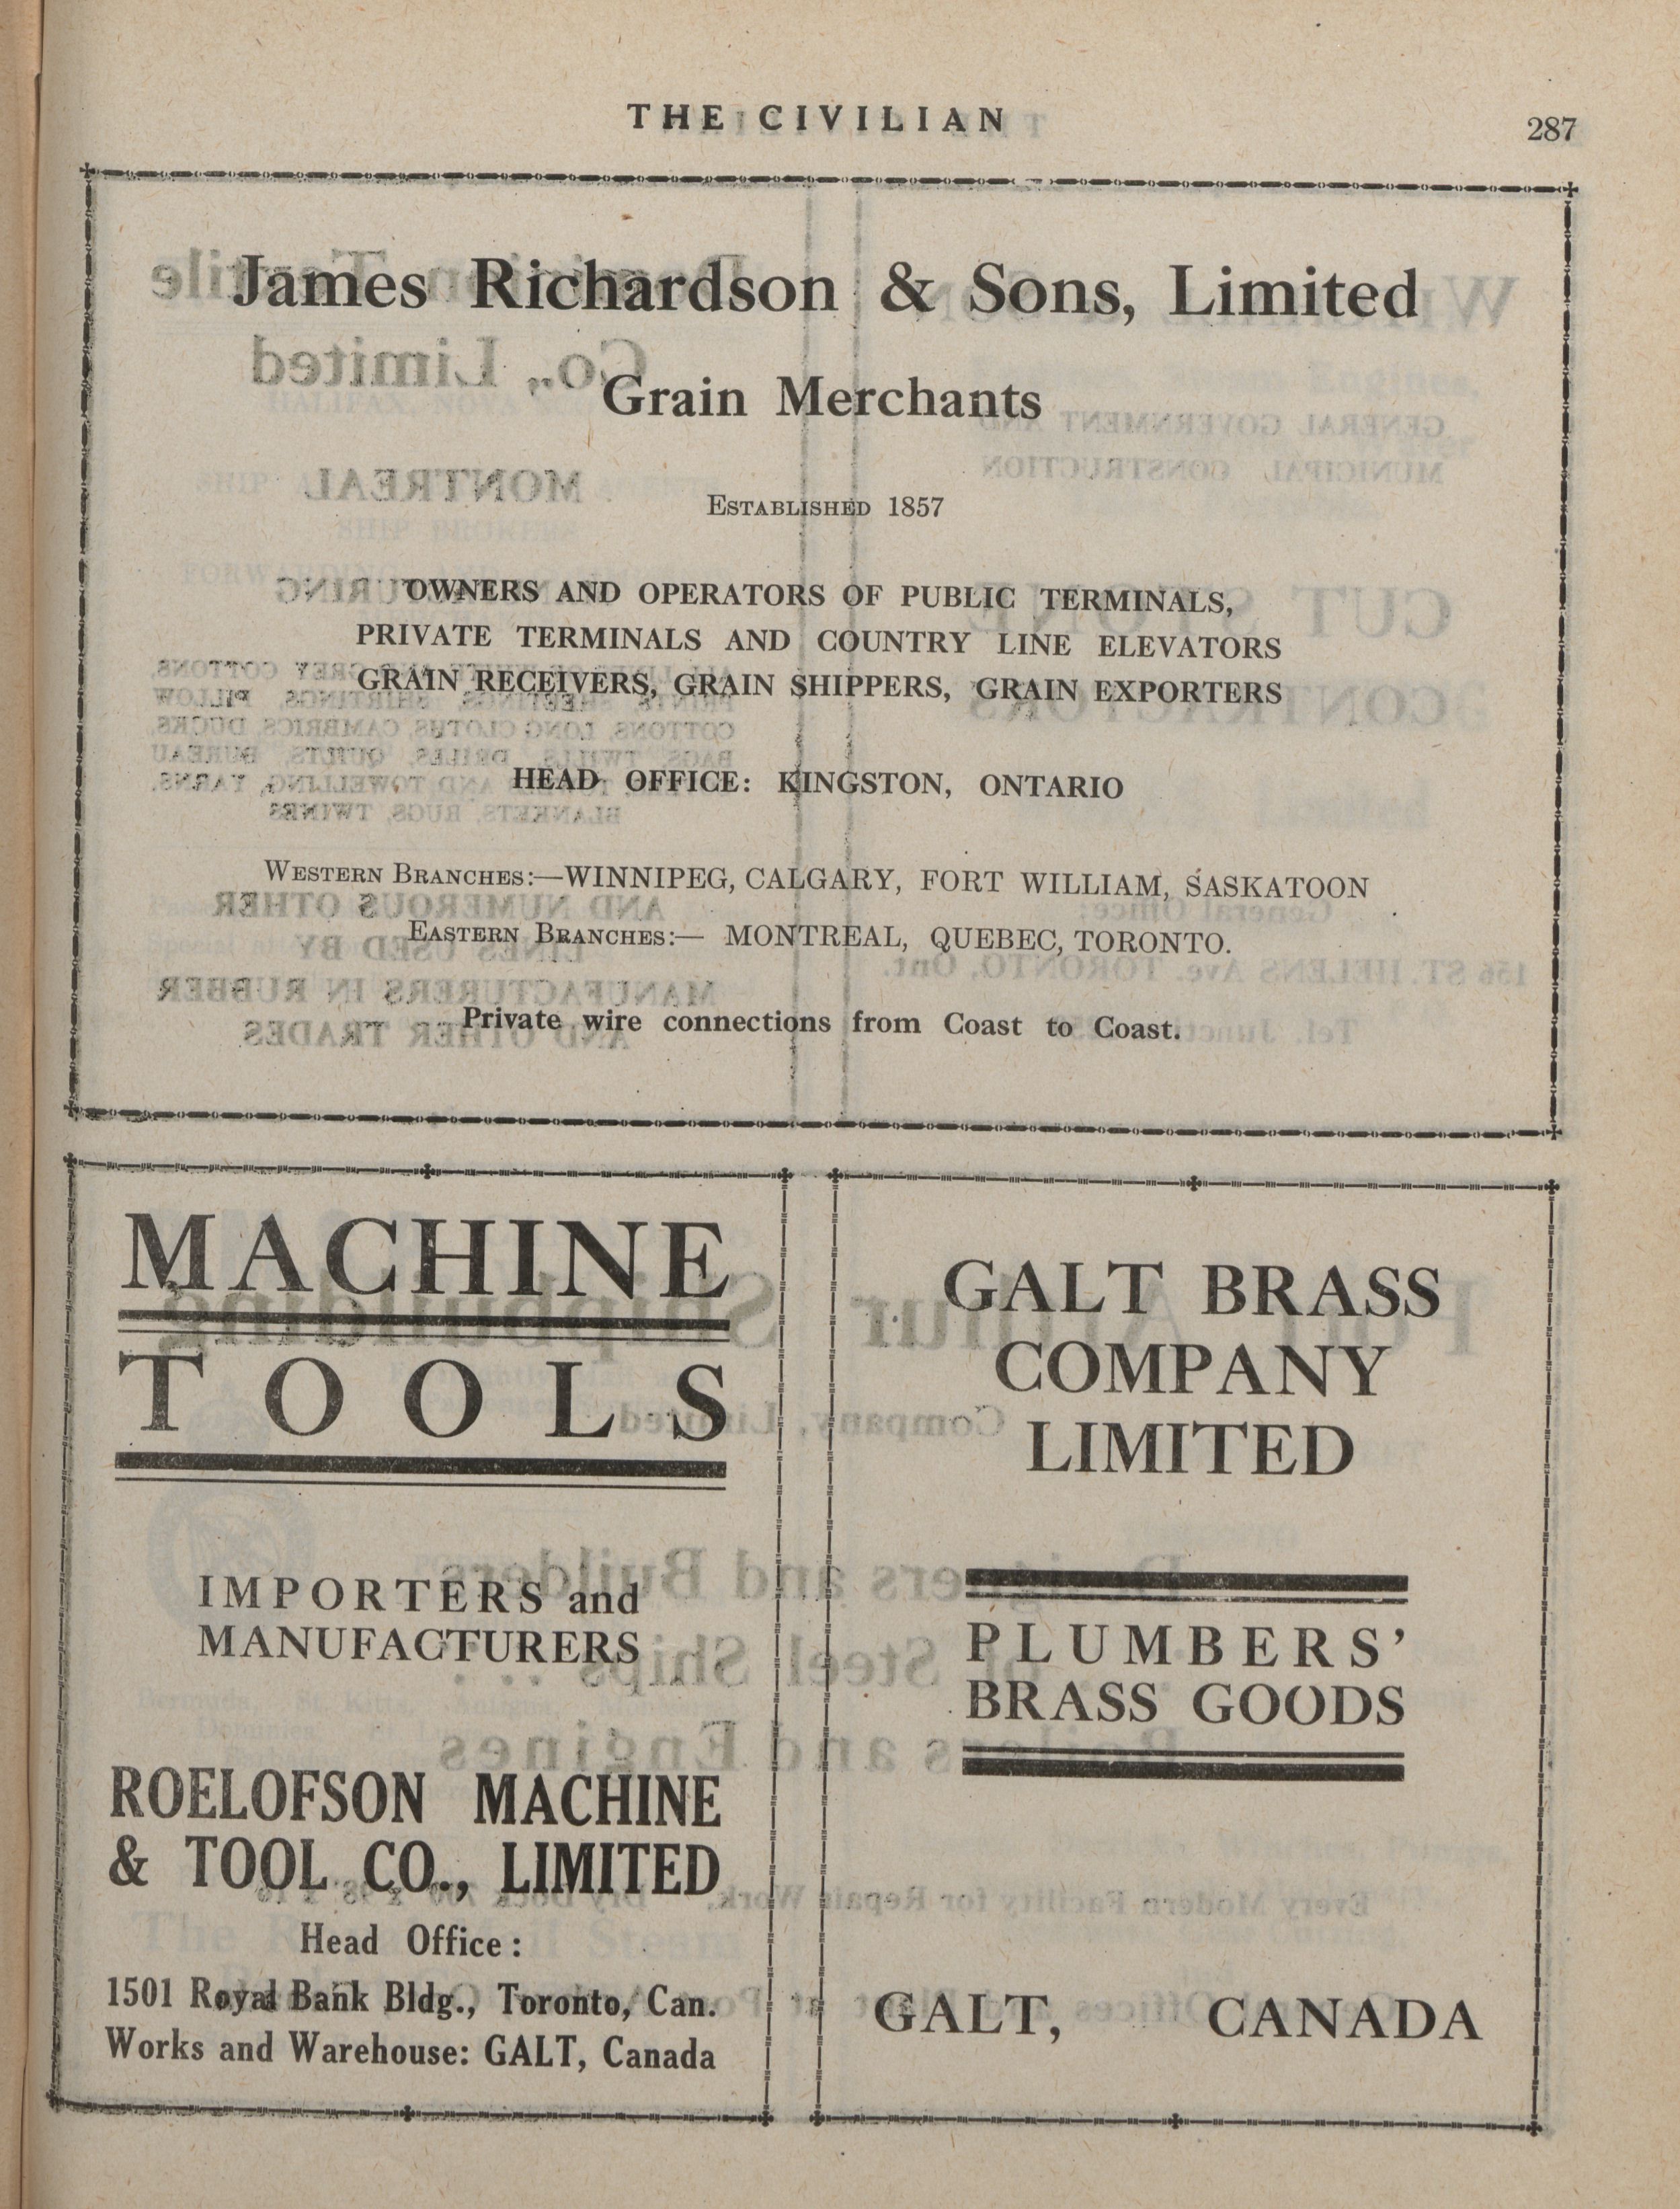 THE CIVILIAN
287
James Richardson & Sons, Limited
Grain Merchants
ESTABLISHED 1857
OWNERS AND OPERATORS OF PUBLIC TERMINALS,
PRIVATE TERMINALS AND COUNTRY LINE ELEVATORS
GRAIN RECEIVERS, GRAIN SHIPPERS, GRAIN EXPORTERS
HEAD OFFICE: KINGSTON, ONTARIO
WESTERN BRANCHES:—WINNIPEG, CALGARY, FORT WILLIAM, SASKATOON
EASTERN BRANCHES:— MONTREAL, QUEBEC, TORONTO.
Private wire connections from Coast to Coast.
MACHINE
TOOLS
IMPORTERS and
MANUFACTURERS
ROELOFSON MACHINE
& TOOL CO., LIMITED
Head Office:
1501 Royal Bank Bldg., Toronto, Can.
Works and Warehouse: GALT, Canada
GALT BRASS
COMPANY
LIMITED
PLUMBERS'
BRASS GOODS
GALT, CANADA